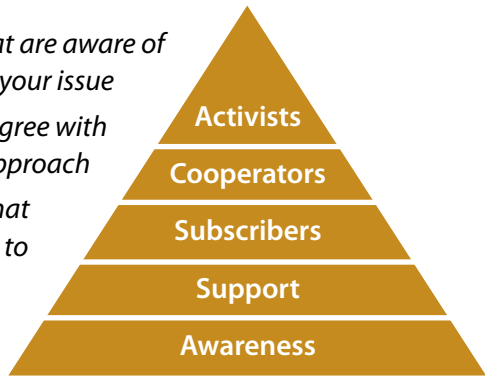 at are aware of
your issue
gree with
pproach
hat
to
Activists
Cooperators
Subscribers
Support
Awareness